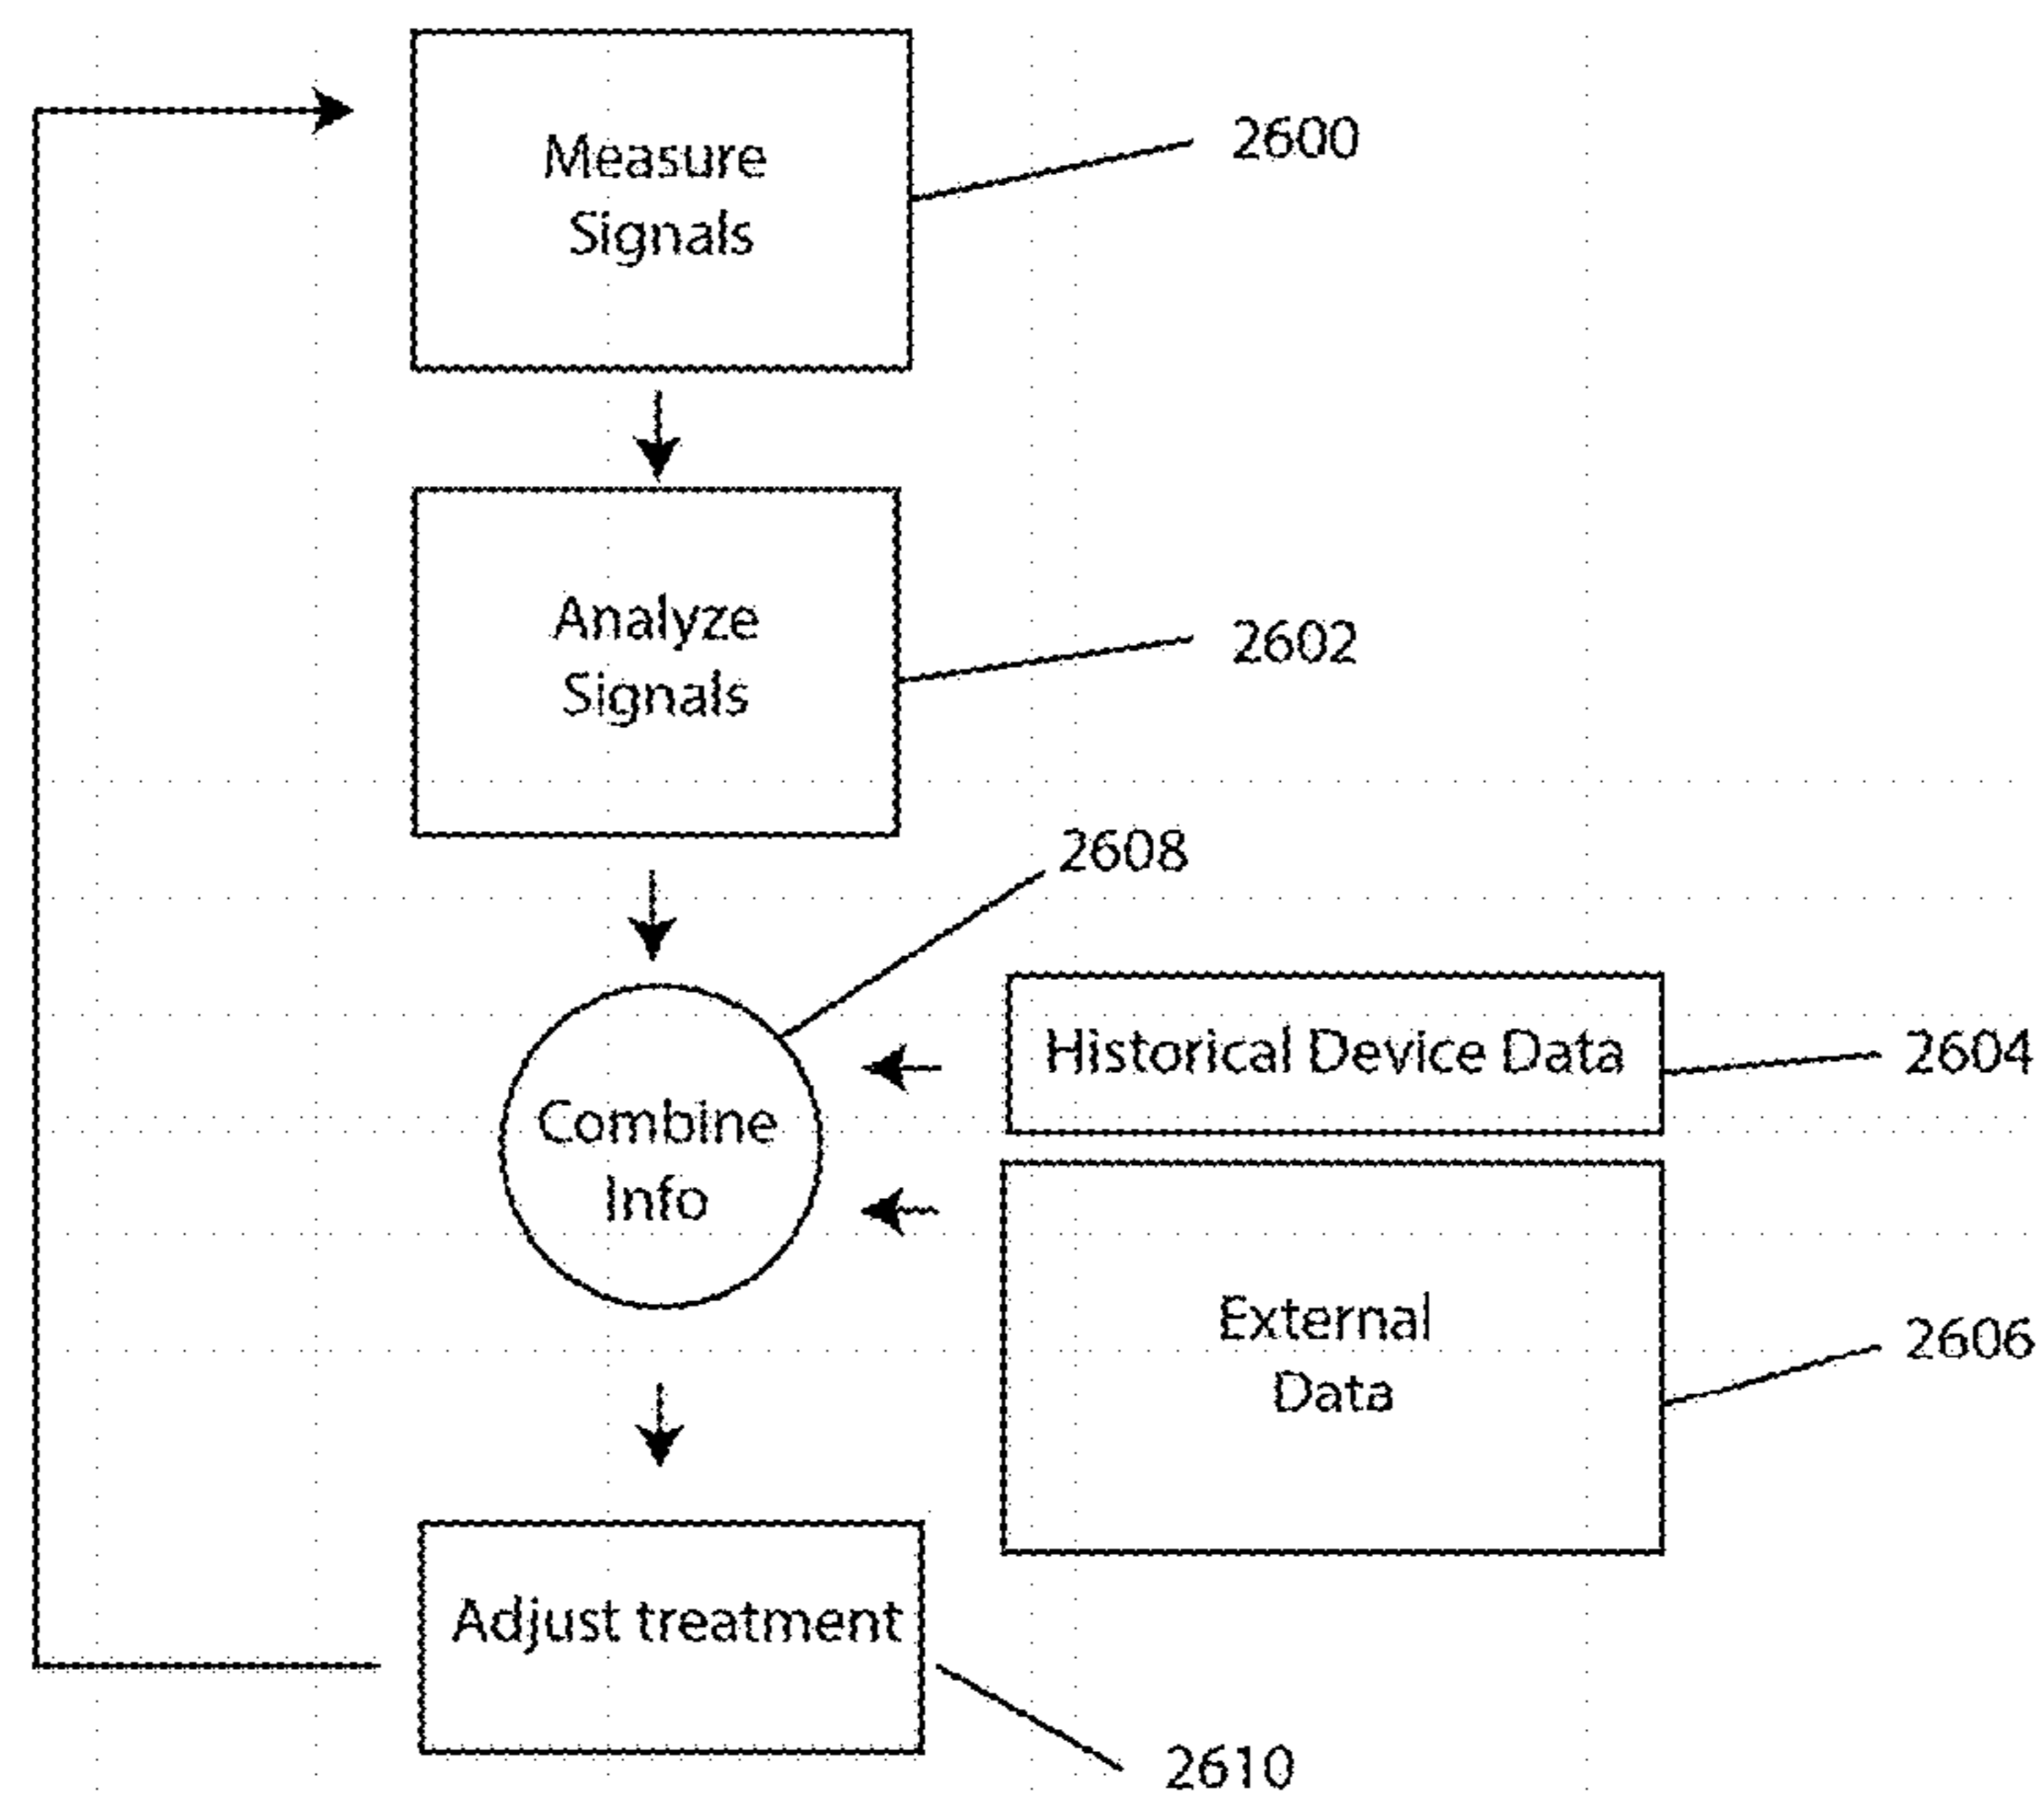 Measure
Signals
2600
Analyze
Signals
2602
2608
Historical Device Data
2604
Combine
Info
External
Data
2606
Adjust treatment
2610